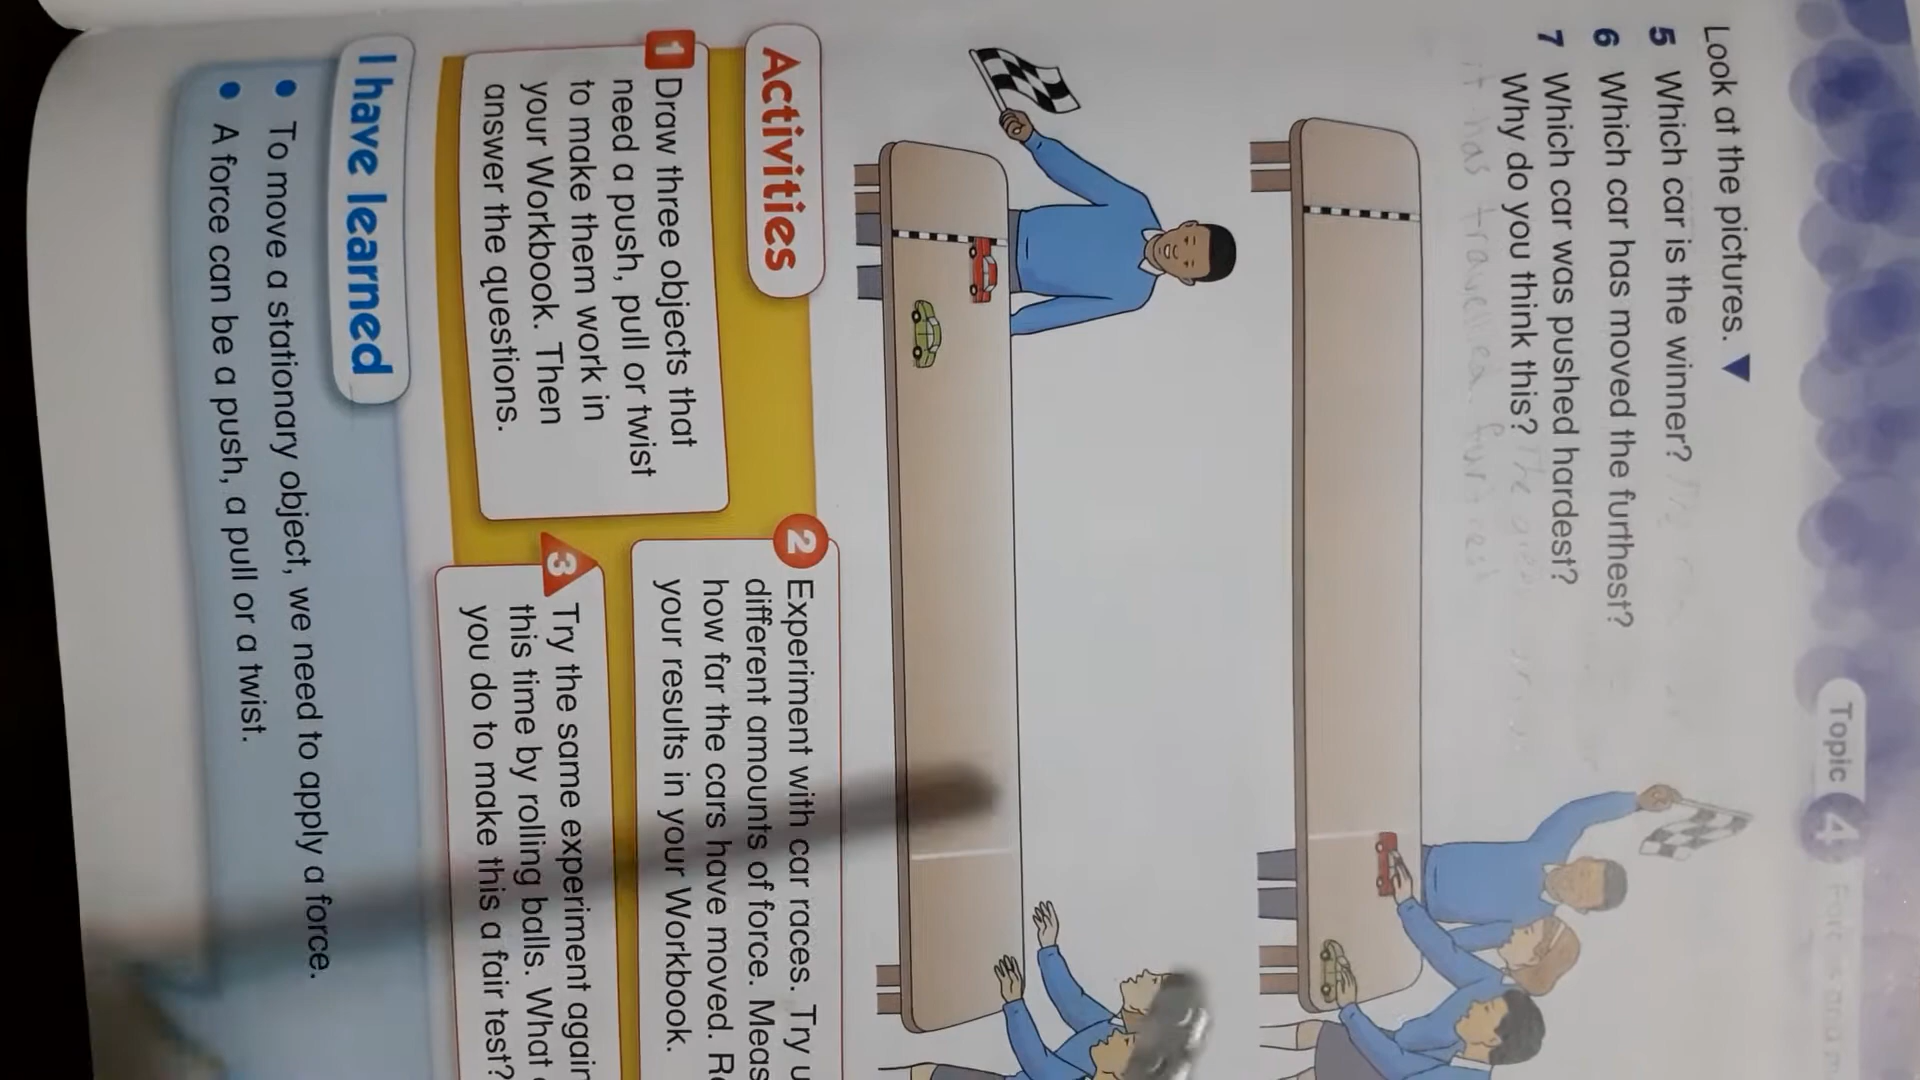 Topic 4
Look at the pictures.
5 Which car is the winner?
6 Which car has moved the furthest?
7 Which car was pushed hardest?
Why do you think this?
it has travelled furthest
Activities
1 Draw three objects that
need a push, pull or twist
to make them work in
your Workbook. Then
answer the questions.
2 Experiment with car races. Try u
different amounts of force. Meas
how far the cars have moved. Re
your results in your Workbook.
3 Try the same experiment again
this time by rolling balls. What
you do to make this a fair test?
I have learned
• To move a stationary object, we need to apply a force.
• A force can be a push, a pull or a twist.